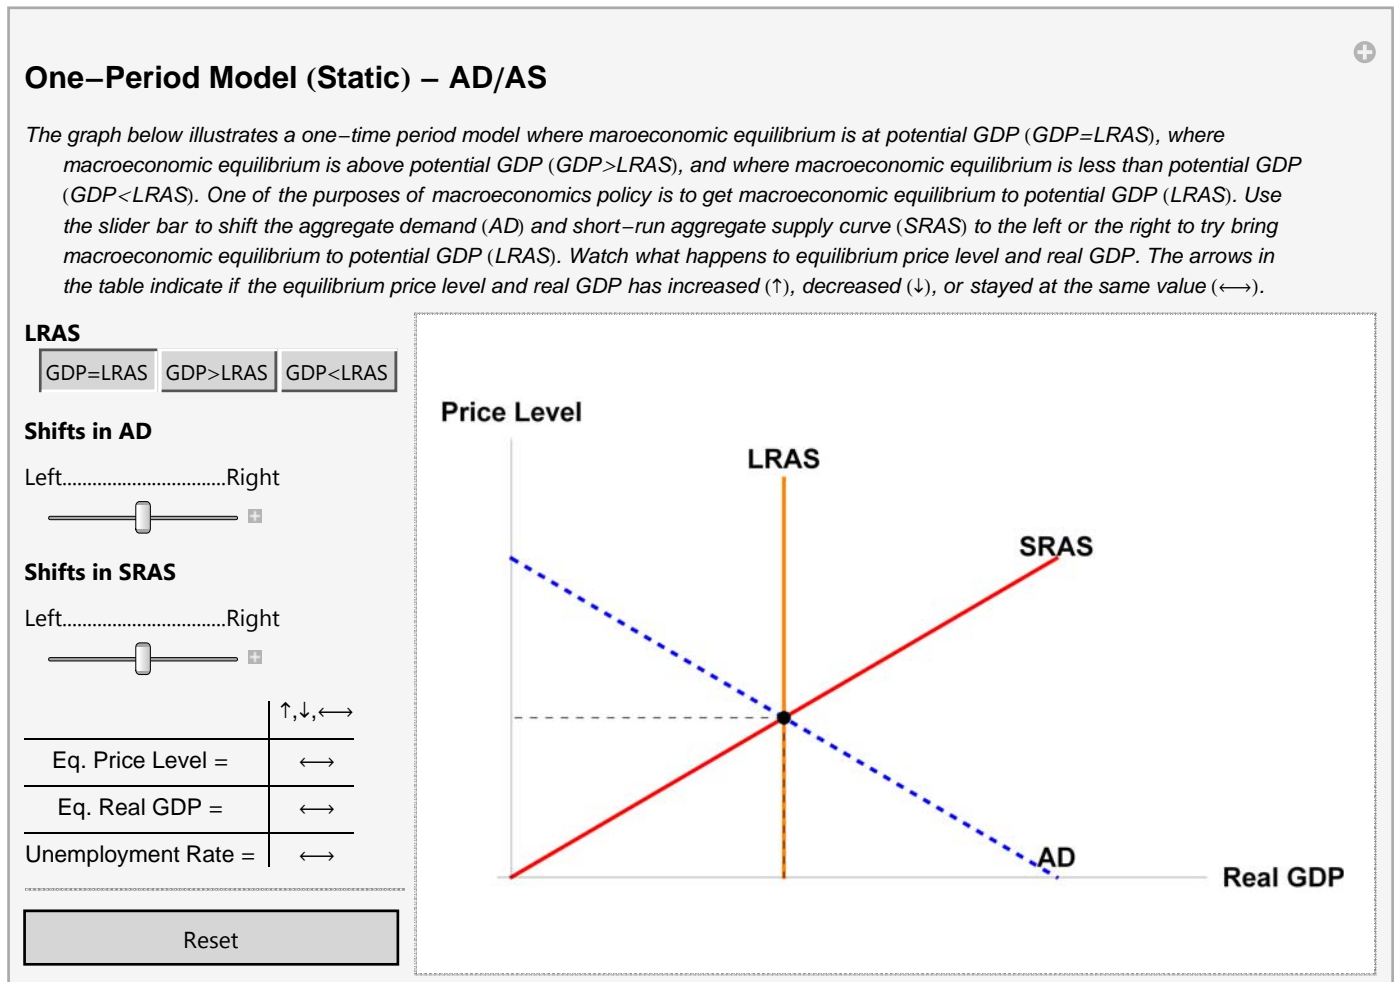 One−Period Model (Static) − AD/AS
The graph below illustrates a one−time period model where maroeconomic equilibrium is at potential GDP (GDP=LRAS), where
macroeconomic equilibrium is above potential GDP (GDP>LRAS), and where macroeconomic equilibrium is less than potential GDP
(GDP<LRAS). One of the purposes of macroeconomics policy is to get macroeconomic equilibrium to potential GDP (LRAS). Use
the slider bar to shift the aggregate demand (AD) and short−run aggregate supply curve (SRAS) to the left or the right to try bring
macroeconomic equilibrium to potential GDP (LRAS). Watch what happens to equilibrium price level and real GDP. The arrows in
the table indicate if the equilibrium price level and real GDP has increased (↑), decreased (↓), or stayed at the same value (⟷).
LRAS
GDP=LRAS GDP>LRAS GDP<LRAS
Shifts in AD
Left.................................Right
Shifts in SRAS
Left.................................Right
↑,↓,⟷
Eq. Price Level = ⟷
Eq. Real GDP = ⟷
Unemployment Rate = ⟷
Reset
Price Level
LRAS
SRAS
AD
Real GDP